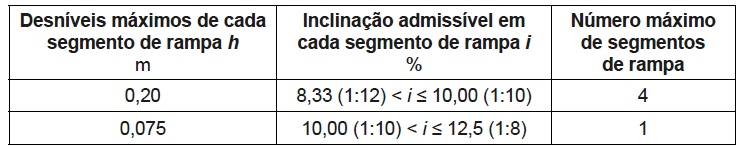 Desníveis máximos de cada segmento de rampa h m
Inclinação admissível em cada segmento de rampa i %
Número máximo de segmentos de rampa
0,20
8,33 (1:12) < i ≤ 10,00 (1:10)
4
0,075
10,00 (1:10) < i ≤ 12,5 (1:8)
1